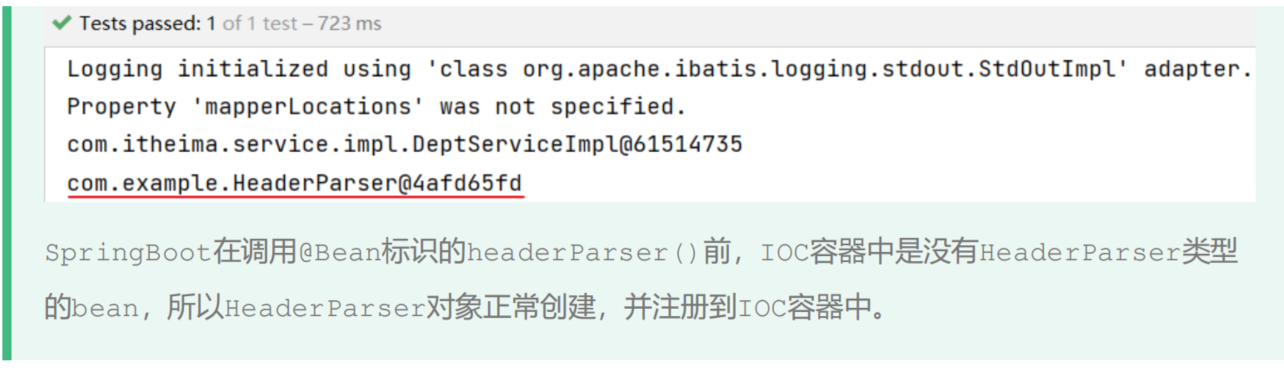 Tests passed: 1 of 1 test – 723 ms
Logging initialized using 'class org.apache.ibatis.logging.stdout.StdOutImpl' adapter.
Property 'mapperLocations' was not specified.
com.itheima.service.impl.DeptServiceImpl@61514735
com.example.HeaderParser@4afd65fd
SpringBoot在调用@Bean标识的headerParser()前，IOC容器中是没有HeaderParser类型
的bean，所以HeaderParser对象正常创建，并注册到IOC容器中。